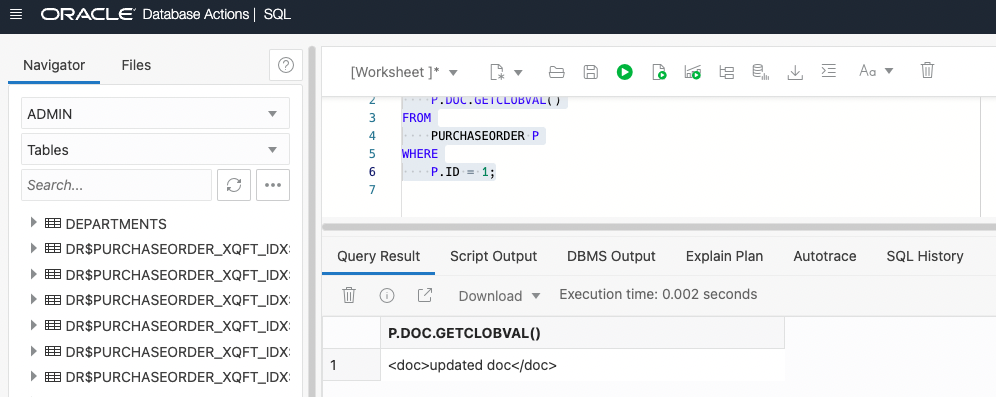 ORACLE Database Actions | SQL
Navigator Files
ADMIN
Tables
Search...
DEPARTMENTS
DR$PURCHASEORDER_XQFT_IDX
DR$PURCHASEORDER_XQFT_IDX
DR$PURCHASEORDER_XQFT_IDX
DR$PURCHASEORDER_XQFT_IDX
DR$PURCHASEORDER_XQFT_IDX
DR$PURCHASEORDER_XQFT_IDX
[Worksheet ]* Aa
2 P.DOC.GETCLOBVAL()
3 FROM
4 PURCHASEORDER P
5 WHERE
6 P.ID = 1;
7
Query Result Script Output DBMS Output Explain Plan Autotrace SQL History
Download Execution time: 0.002 seconds
P.DOC.GETCLOBVAL()
1 <doc>updated doc</doc>